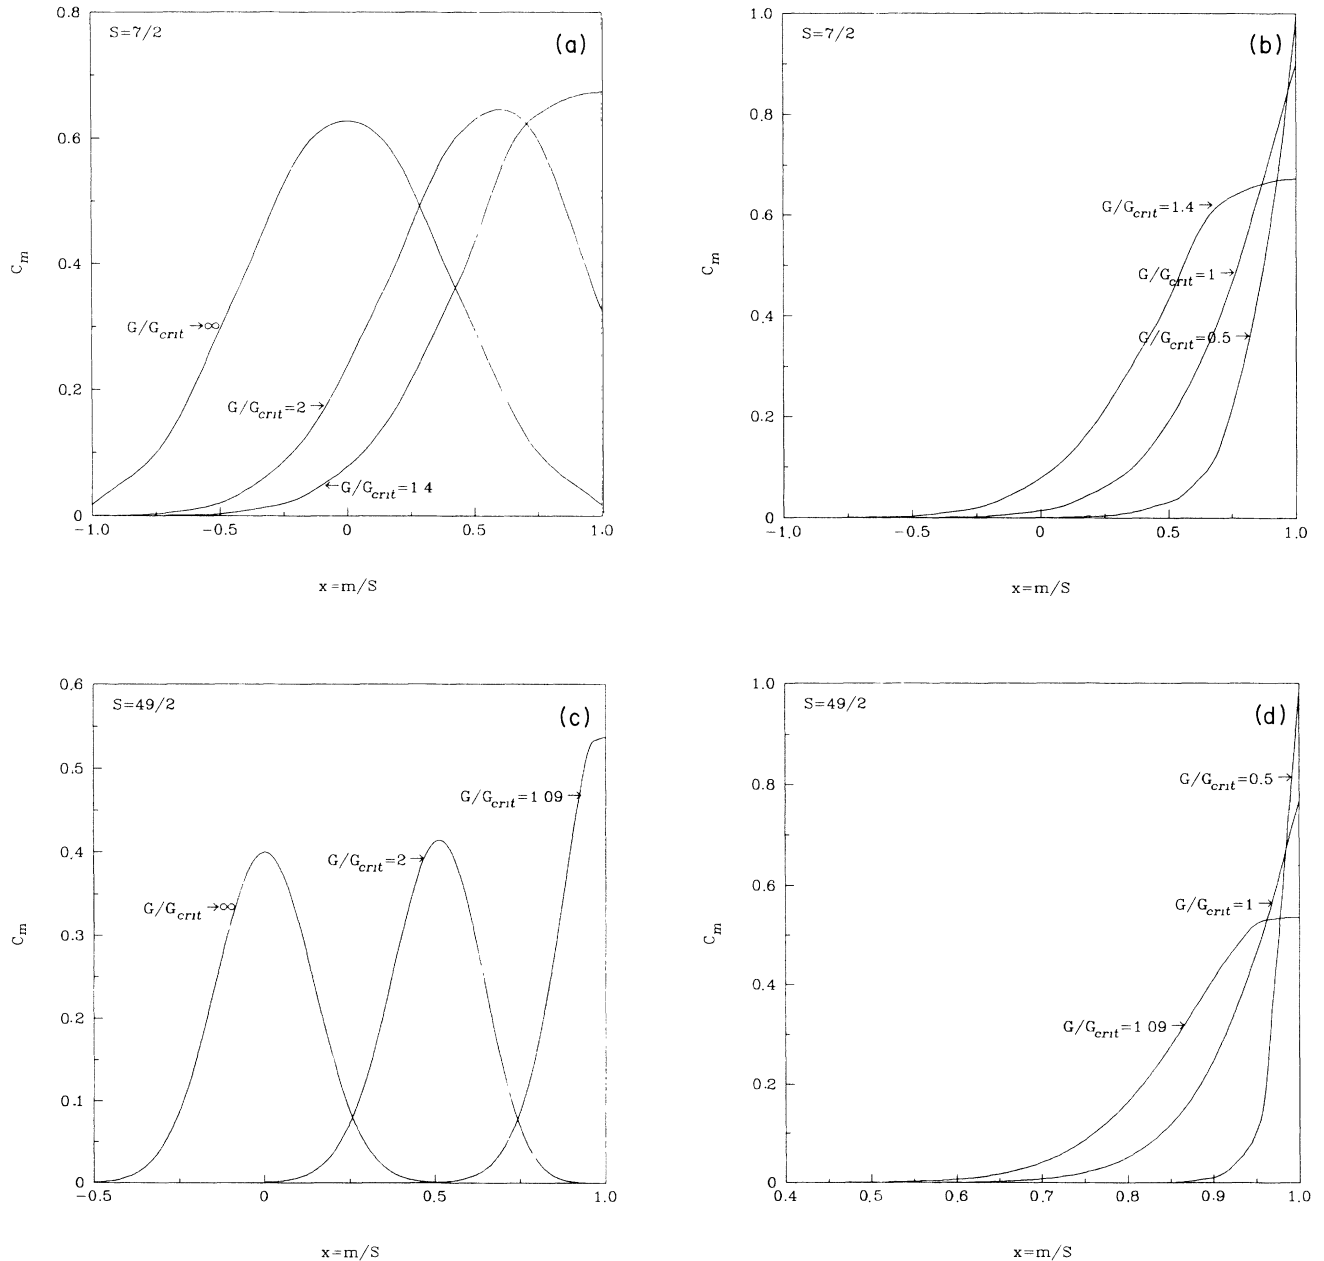 S=7/2
(a)
0.8
0.6
0.4
0.2
0
C_m
G/G_crit→∞
G/G_crit=2→
←G/G_crit=1 4
−1.0
−0.5
0
0.5
1.0
x=m/S
S=7/2
(b)
1.0
0.8
0.6
0.4
0.2
0
C_m
G/G_crit=1.4→
G/G_crit=1→
G/G_crit=0.5→
−1.0
−0.5
0
0.5
1.0
x=m/S
S=49/2
(c)
0.6
0.5
0.4
0.3
0.2
0.1
0
C_m
G/G_crit=1 09→
G/G_crit=2→
G/G_crit→∞
−0.5
0
0.5
1.0
x=m/S
S=49/2
(d)
1.0
0.8
0.6
0.4
0.2
0
C_m
G/G_crit=0.5→
G/G_crit=1→
G/G_crit=1 09→
0.4
0.5
0.6
0.7
0.8
0.9
1.0
x=m/S